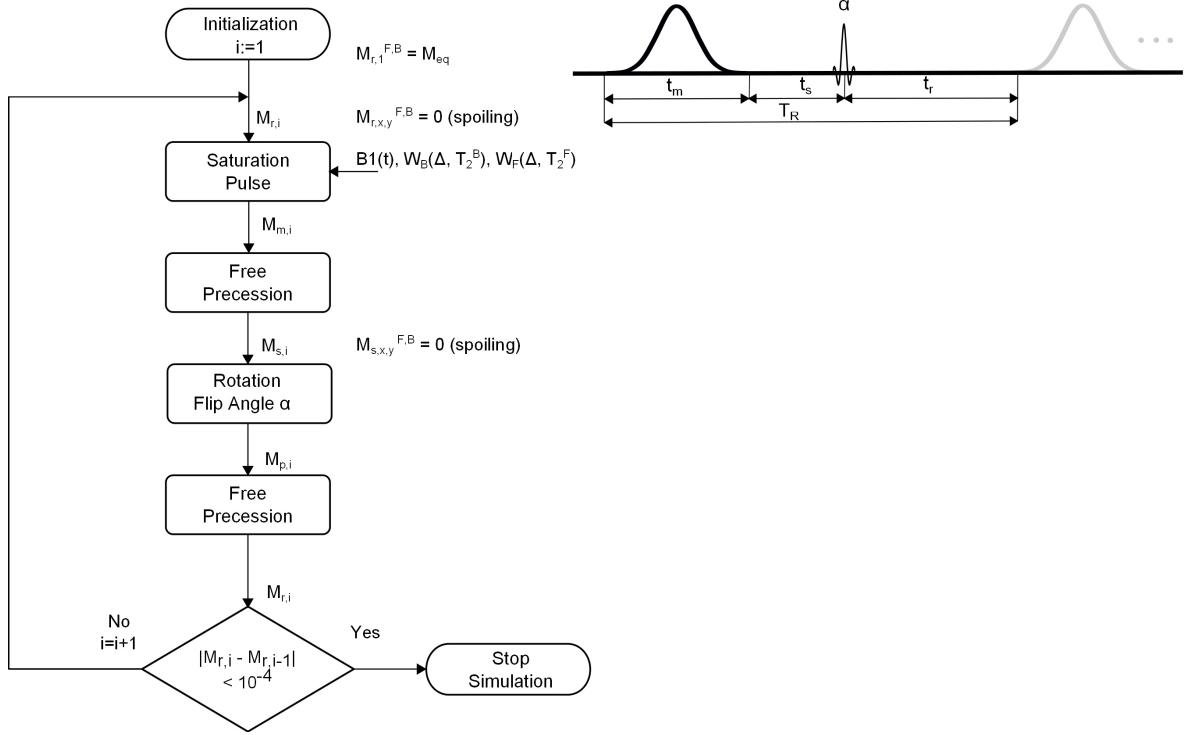 Initialization
i:=1
M_{r,1}^{F,B} = M_{eq}
M_{r,i}
M_{r,x,y}^{F,B} = 0 (spoiling)
Saturation
Pulse
B1(t), W_B(Δ, T_2^B), W_F(Δ, T_2^F)
M_{m,i}
Free
Precession
M_{s,i}
M_{s,x,y}^{F,B} = 0 (spoiling)
Rotation
Flip Angle α
M_{p,i}
Free
Precession
M_{r,i}
|M_{r,i} - M_{r,i-1}|
< 10^{-4}
No
i=i+1
Yes
Stop
Simulation
α
...
t_m
t_s
t_r
T_R